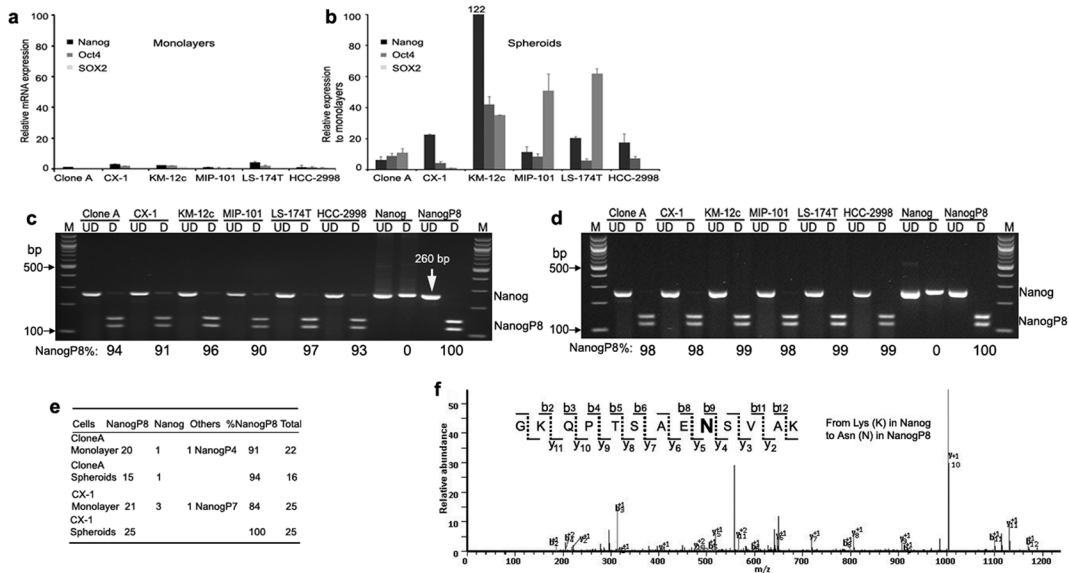 a
100
80
60
40
20
0
Relative mRNA expression
Nanog
Oct4
SOX2
Monolayers
Clone A CX-1 KM-12c MIP-101 LS-174T HCC-2998
b
122
100
80
60
40
20
0
Relative expression
to monolayers
Nanog
Oct4
SOX2
Spheroids
Clone A CX-1 KM-12c MIP-101 LS-174T HCC-2998
c
Clone A CX-1 KM-12c MIP-101 LS-174T HCC-2998 Nanog NanogP8
M UD D UD D UD D UD D UD D UD D UD D UD D M
bp
500
100
260 bp
Nanog
NanogP8
NanogP8%: 94 91 96 90 97 93 0 100
d
Clone A CX-1 KM-12c MIP-101 LS-174T HCC-2998 Nanog NanogP8
M UD D UD D UD D UD D UD D UD D UD D UD D M
bp
500
100
Nanog
NanogP8
NanogP8%: 98 98 99 98 99 99 0 100
e
Cells NanogP8 Nanog Others %NanogP8 Total
CloneA
Monolayer 20 1 1 NanogP4 91 22
CloneA
Spheroids 15 1 94 16
CX-1
Monolayer 21 3 1 NanogP7 84 25
CX-1
Spheroids 25 100 25
f
50
40
30
20
10
0
Relative abundance
b2 b3 b4 b5 b6 b8 b9 b11 b12
G K Q P T S A E N S V A K
y11 y10 y9 y8 y7 y6 y5 y4 y3 y2
From Lys (K) in Nanog
to Asn (N) in NanogP8
y+1
10
0 100 200 300 400 500 600 700 800 900 1000 1100 1200
m/z